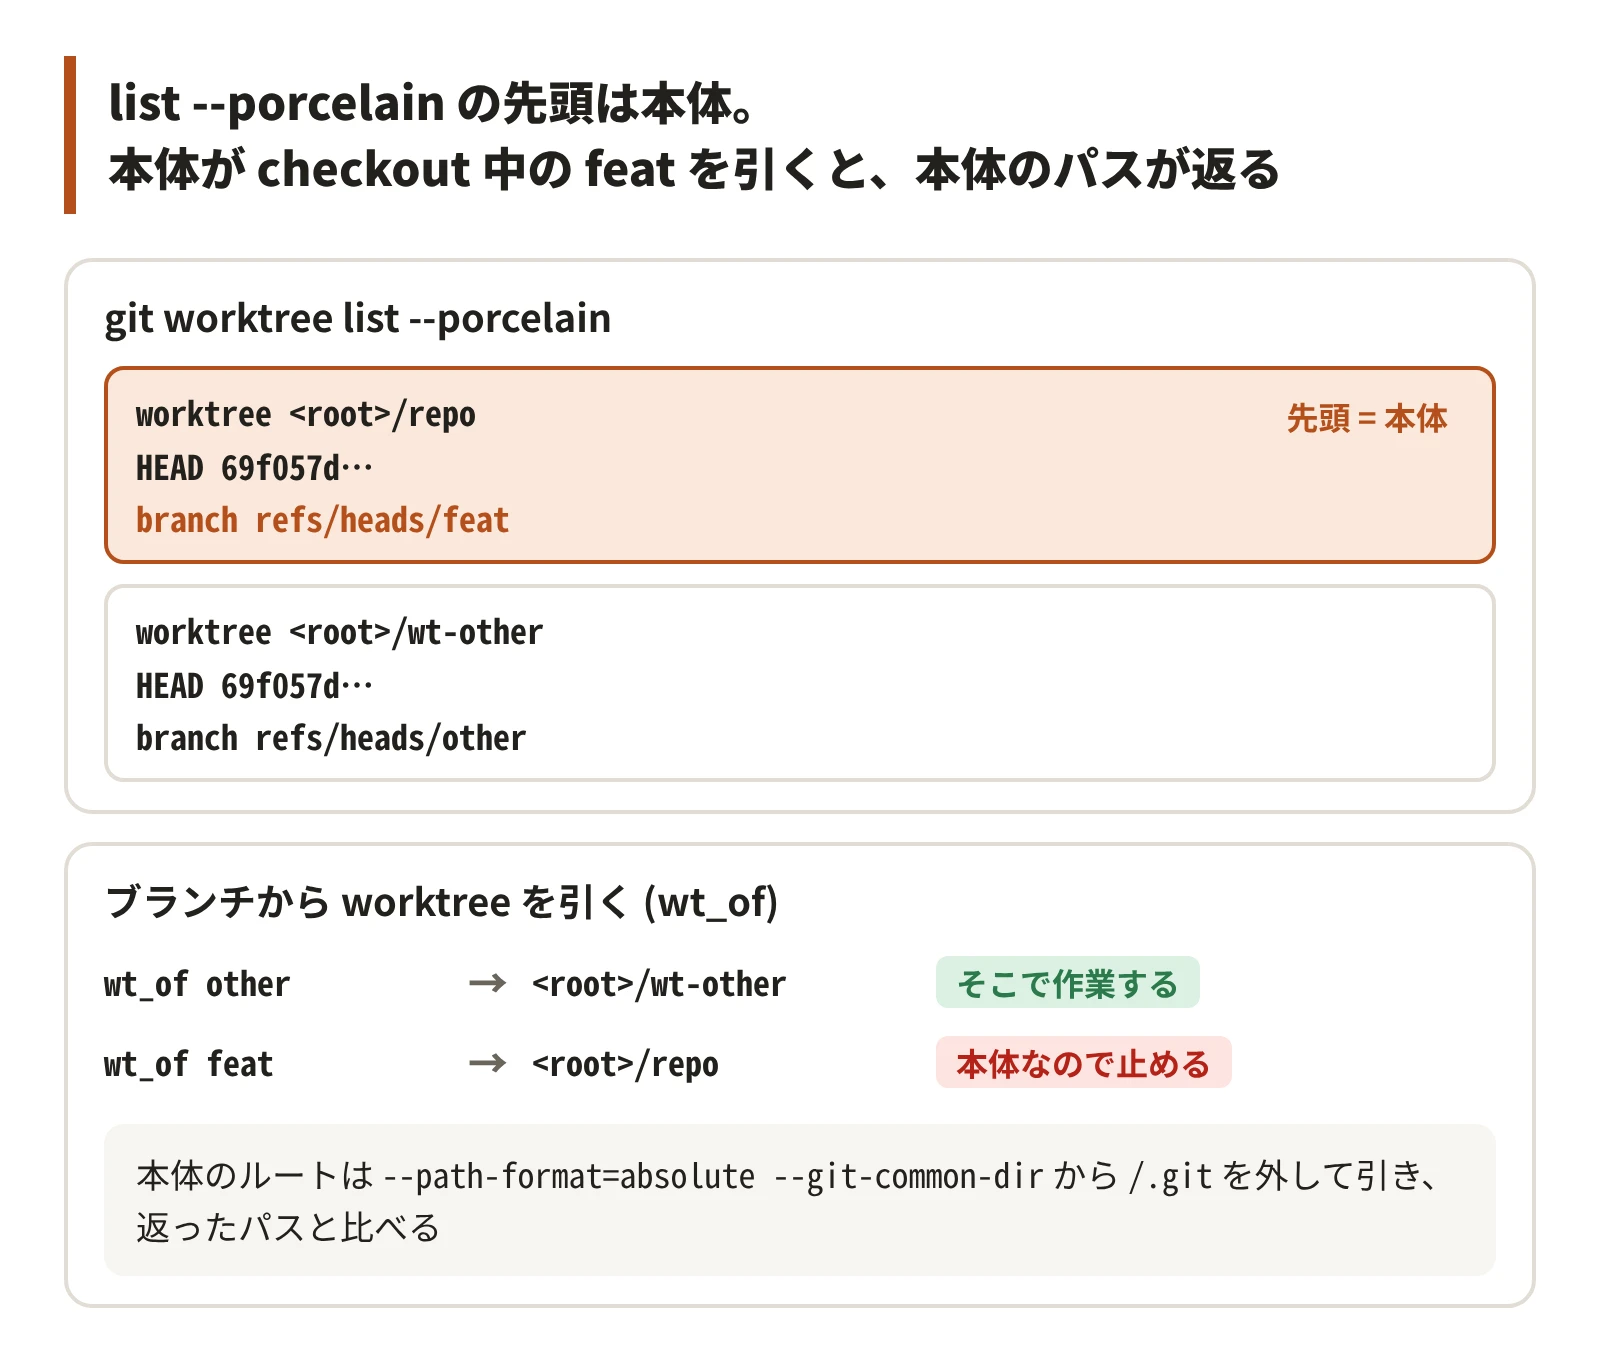 list --porcelain の先頭は本体。
本体が checkout 中の feat を引くと、本体のパスが返る
git worktree list --porcelain
worktree <root>/repo
先頭 = 本体
HEAD 69f057d…
branch refs/heads/feat
worktree <root>/wt-other
HEAD 69f057d…
branch refs/heads/other
ブランチから worktree を引く (wt_of)
wt_of other → <root>/wt-other そこで作業する
wt_of feat → <root>/repo 本体なので止める
本体のルートは --path-format=absolute --git-common-dir から /.git を外して引き、
返ったパスと比べる